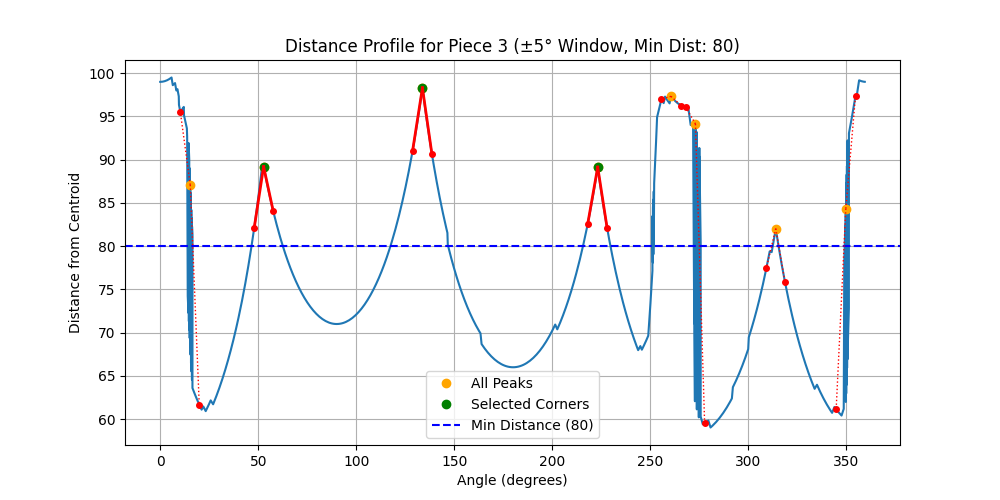 Distance Profile for Piece 3 (±5° Window, Min Dist: 80)
Distance from Centroid
100
95
90
85
80
75
70
65
60
All Peaks
Selected Corners
Min Distance (80)
0 50 100 150 200 250 300 350
Angle (degrees)